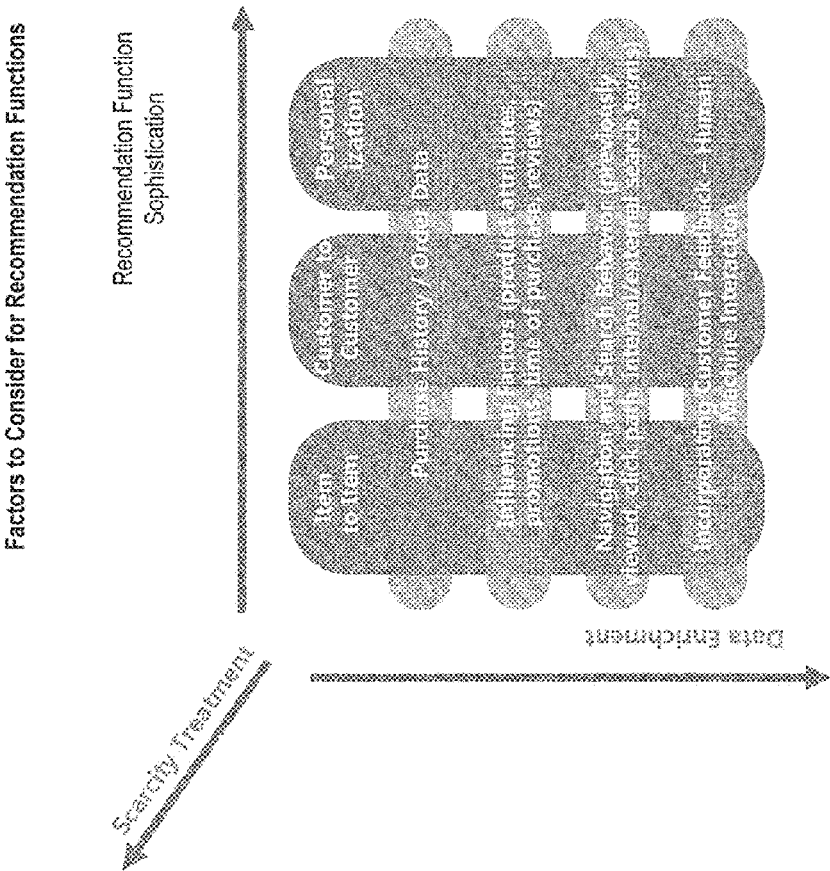 Factors to Consider for Recommendation Functions
Recommendation Function
Sophistication
Scarcity Treatment
Data Enrichment
Item
to Item
Customer to
Customer
Personal
ization
Purchase History / Order Data
Influencing Factors (product attributes,
promotions, time of purchase, reviews)
Navigation and Search Behavior (previously
viewed, click path, internal/external search terms)
Incorporating Customer Feedback – Human
Machine Interaction